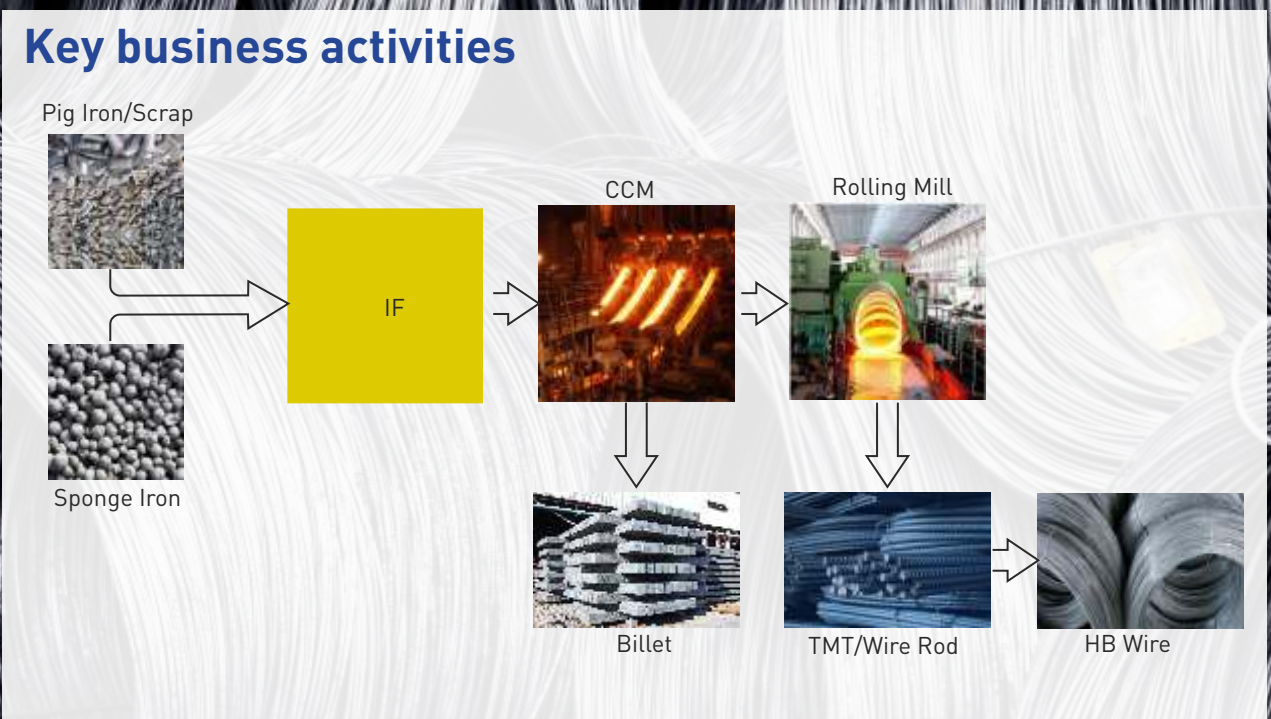 Key business activities
Pig Iron/Scrap
CCM
Rolling Mill
IF
Sponge Iron
Billet
TMT/Wire Rod
HB Wire